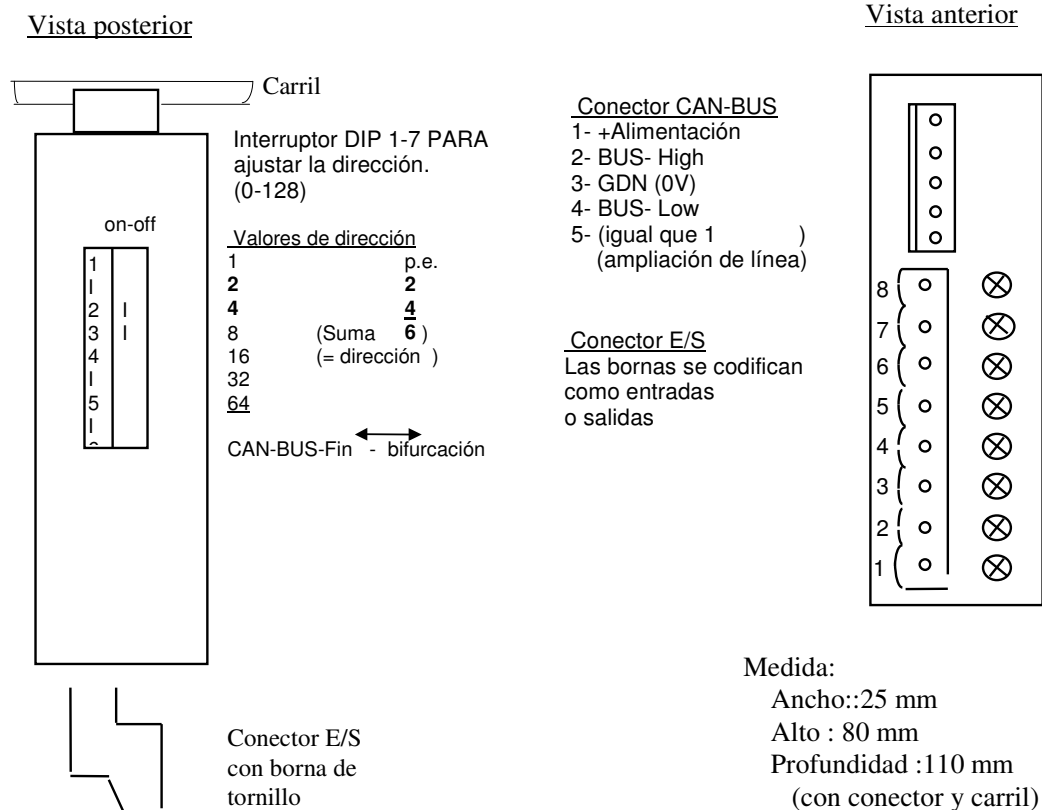 Vista posterior
Vista anterior
Carril
Interruptor DIP 1-7 PARA
ajustar la dirección.
(0-128)
on-off
1
I
2 I
3 I
4
I
5
I
Valores de dirección
1 p.e.
2 2
4 4
8 (Suma 6 )
16 (= dirección )
32
64
CAN-BUS-Fin - bifurcación
Conector E/S
con borna de
tornillo
Conector CAN-BUS
1- +Alimentación
2- BUS- High
3- GDN (0V)
4- BUS- Low
5- (igual que 1 )
(ampliación de línea)
Conector E/S
Las bornas se codifican
como entradas
o salidas
8
7
6
5
4
3
2
1
Medida:
Ancho::25 mm
Alto : 80 mm
Profundidad :110 mm
(con conector y carril)